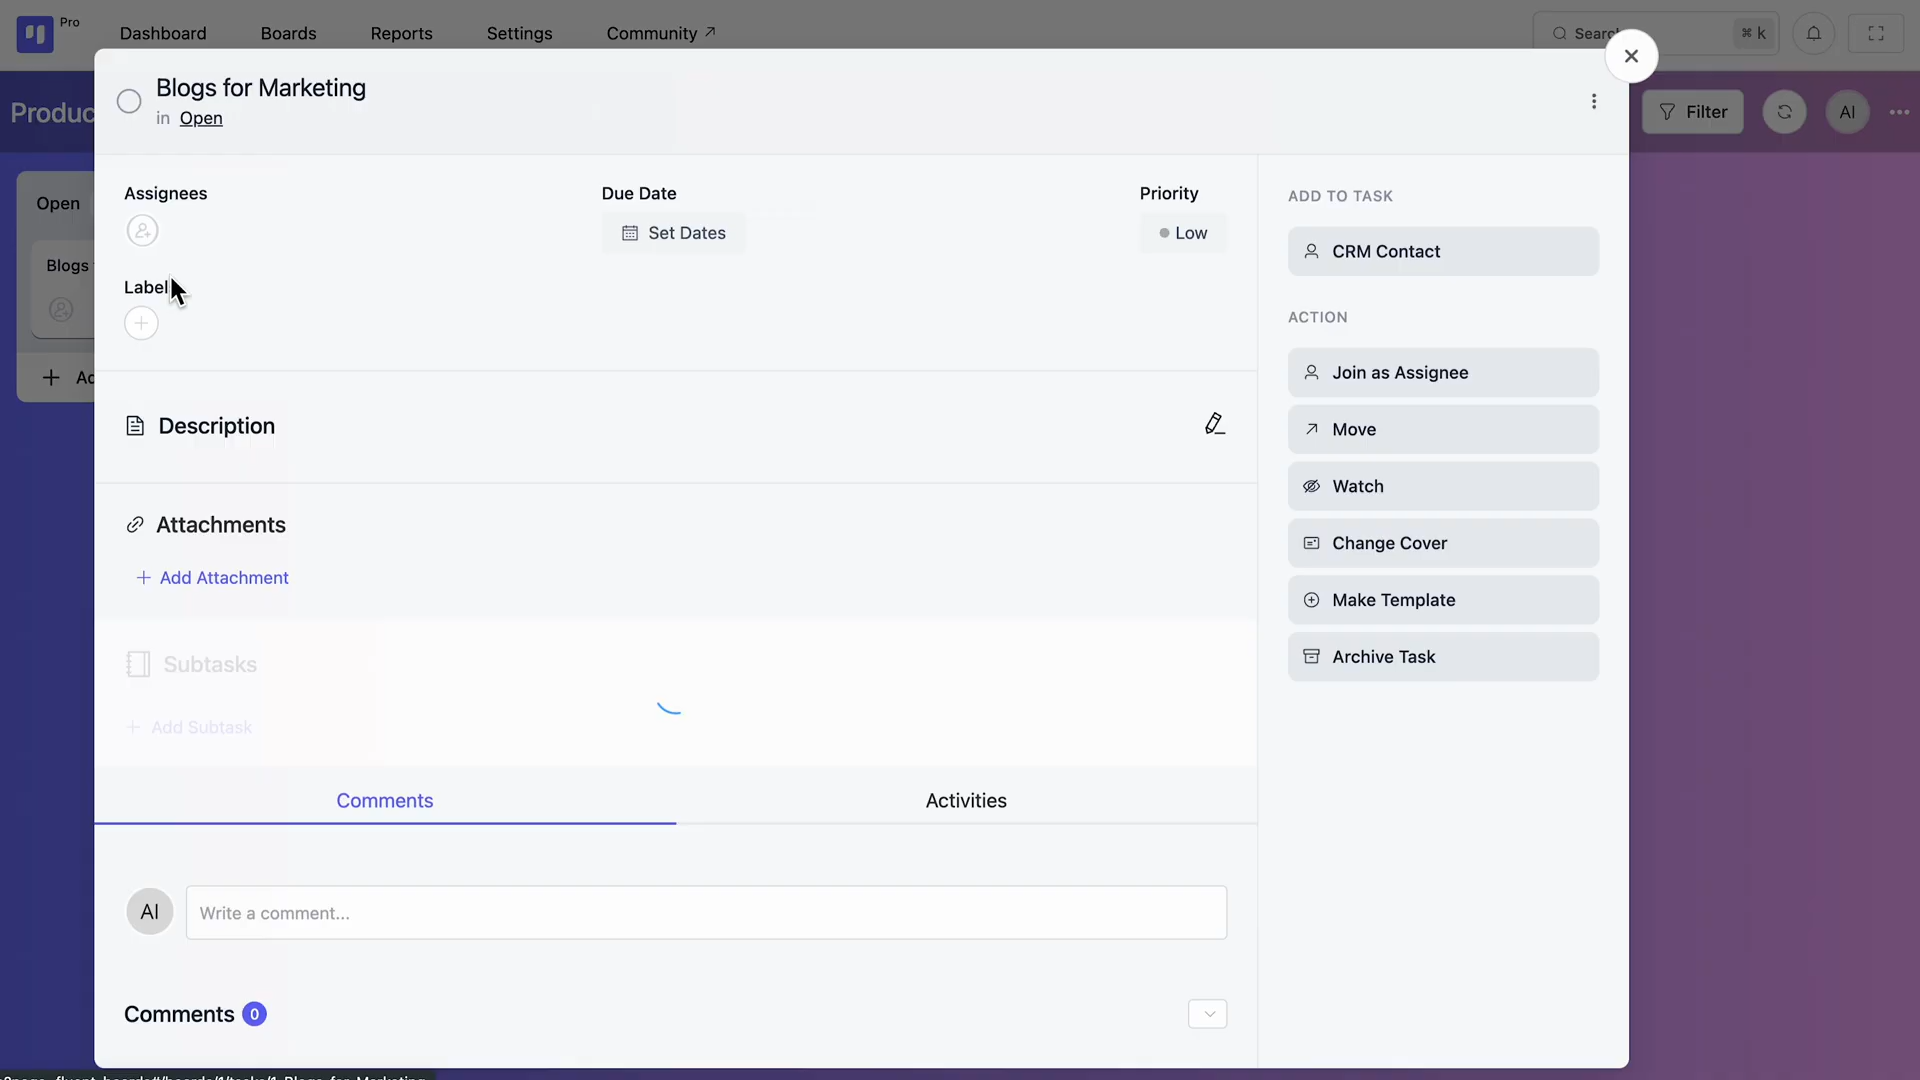 Pro
Dashboard
Boards
Reports
Settings
Community
⌘ k
Blogs for Marketing
in Open
Filter
AI
Open
Assignees
Due Date
Priority
Set Dates
Low
ADD TO TASK
CRM Contact
Blogs
Label
ACTION
Join as Assignee
Description
Move
Watch
Attachments
Change Cover
Add Attachment
Make Template
Subtasks
Archive Task
Add Subtask
Comments
Activities
AI
Write a comment...
Comments 0